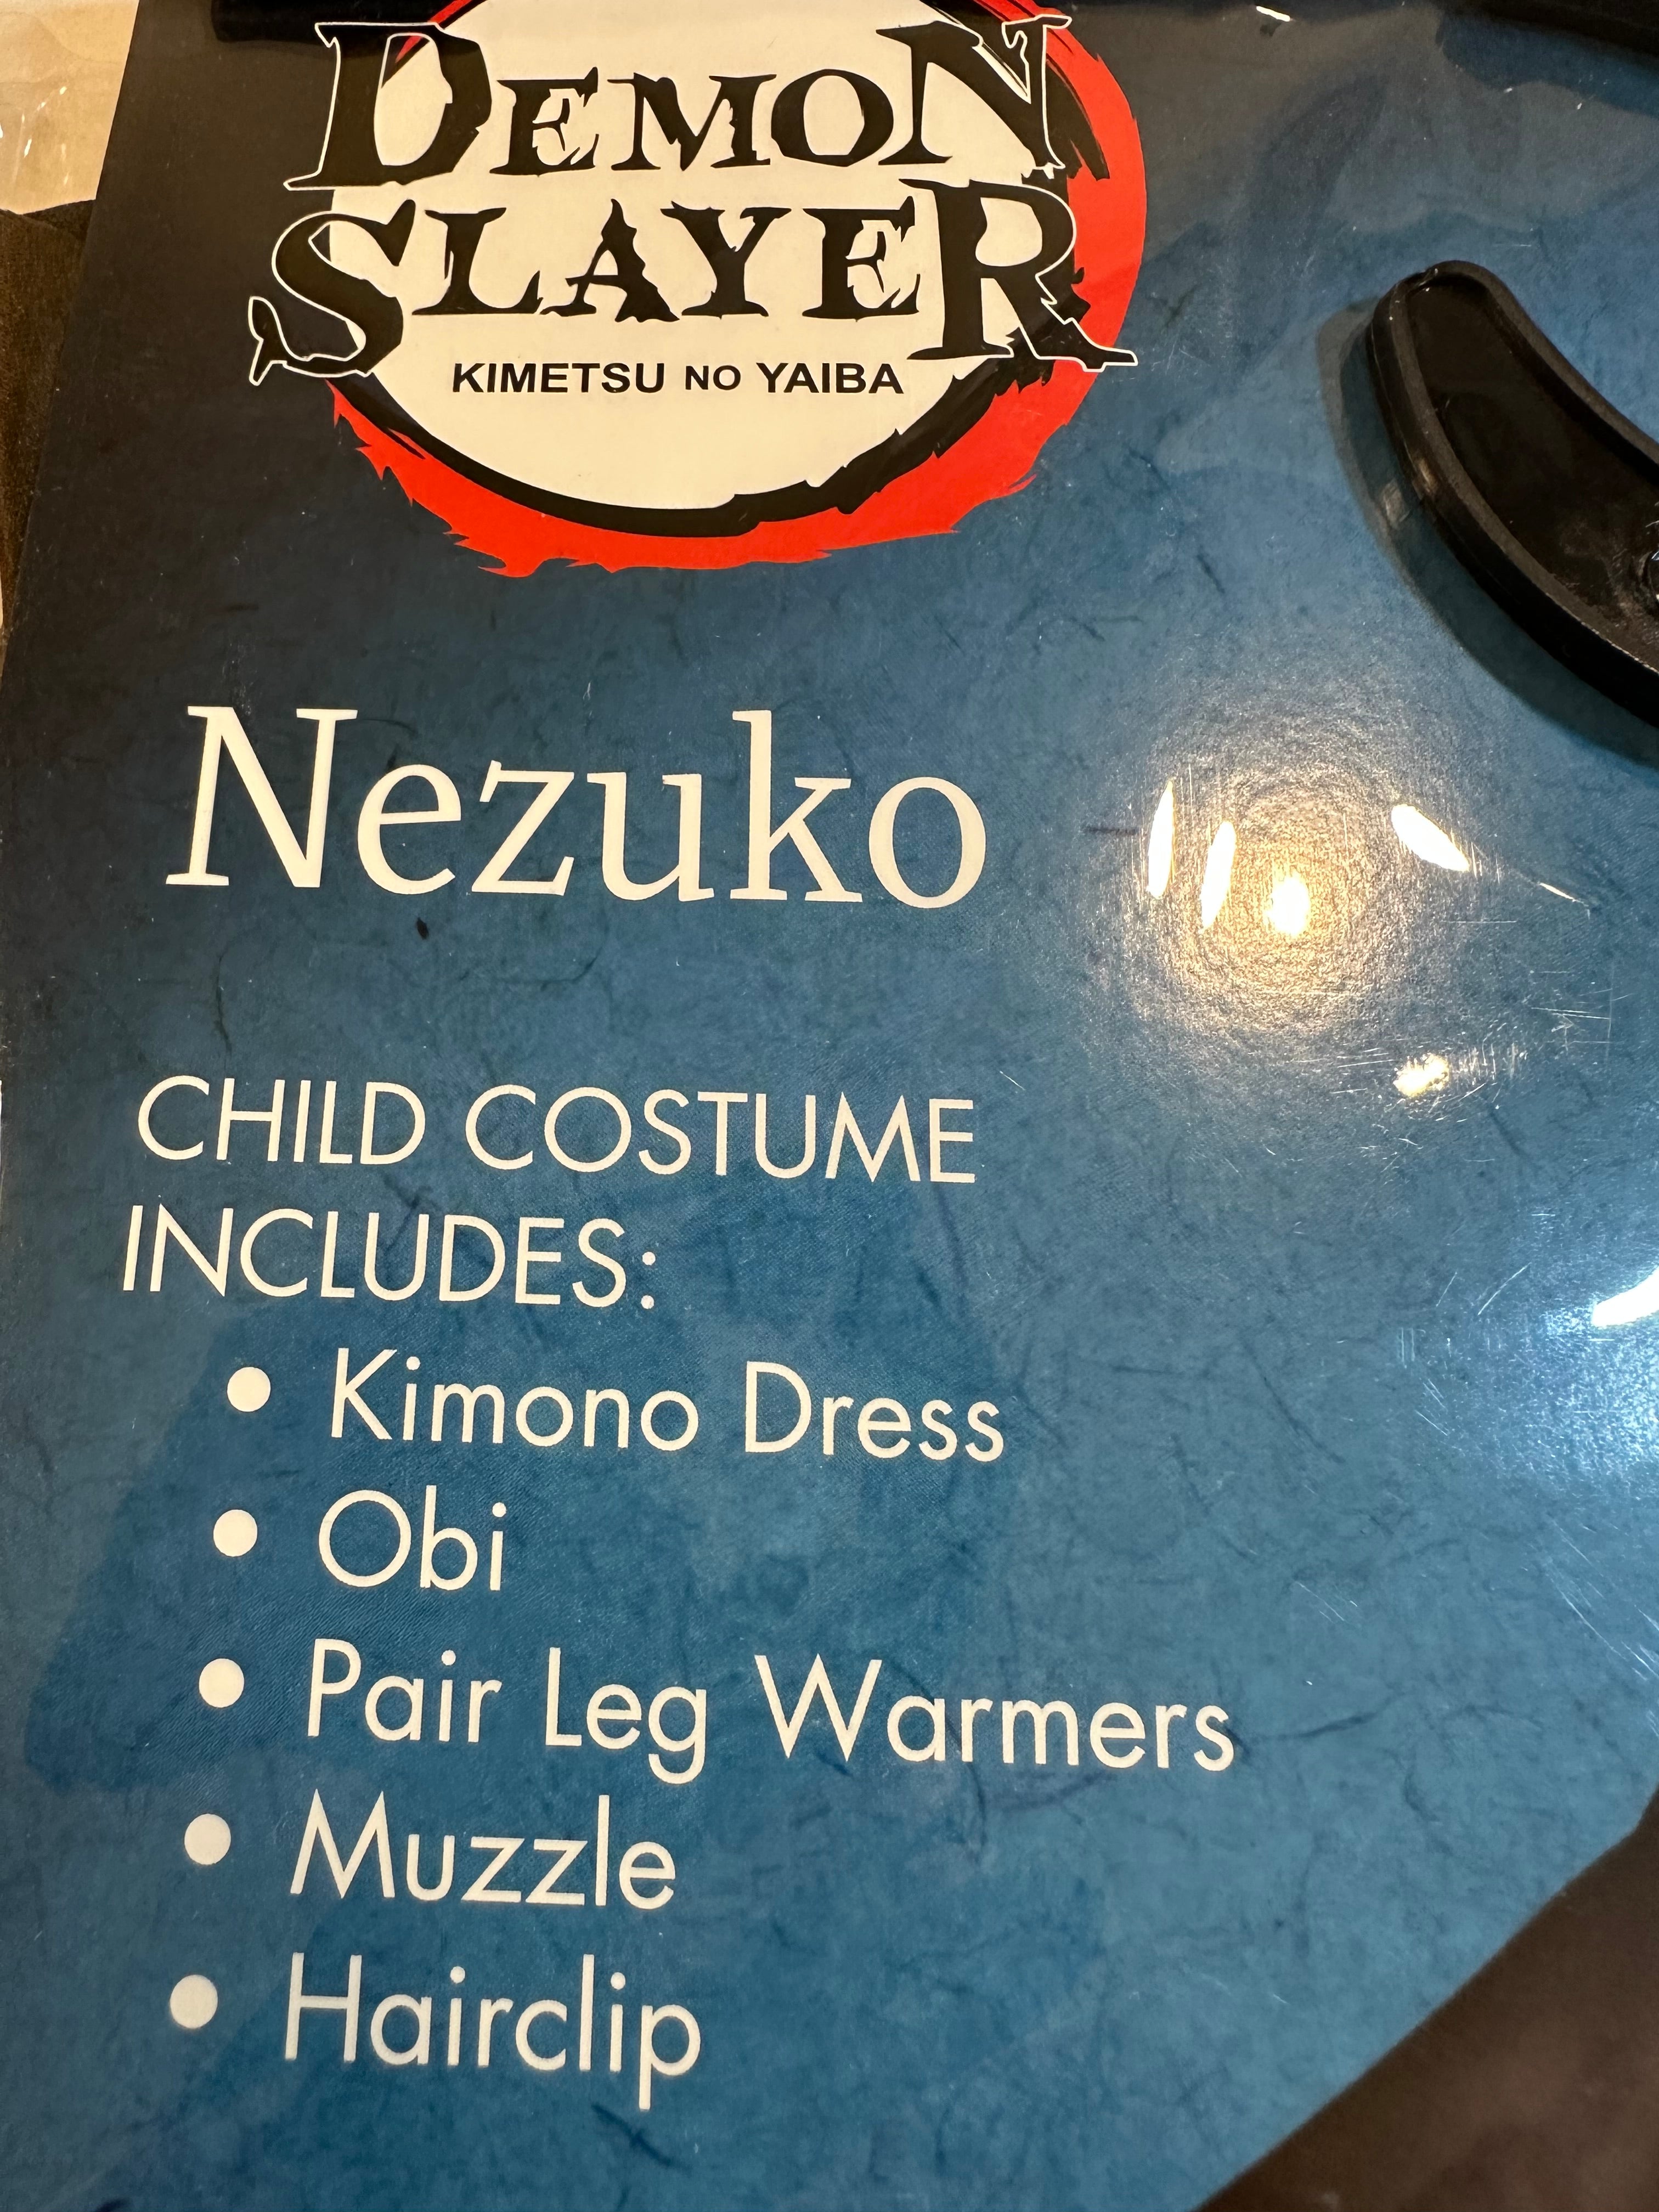 DEMON
SLAYER
KIMETSU NO YAIBA
Nezuko
CHILD COSTUME
INCLUDES:
• Kimono Dress
• Obi
• Pair Leg Warmers
• Muzzle
• Hairclip